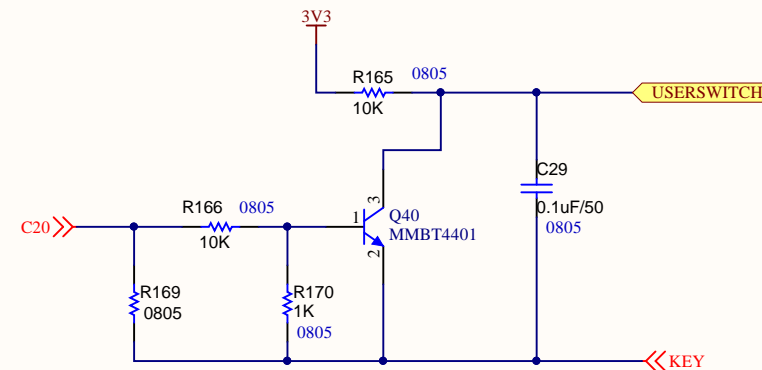 3V3
R165
0805
10K
USERSWITCH
C29
0.1uF/50
0805
3
1
2
Q40
MMBT4401
C20
R166
0805
10K
R169
0805
R170
1K
0805
KEY